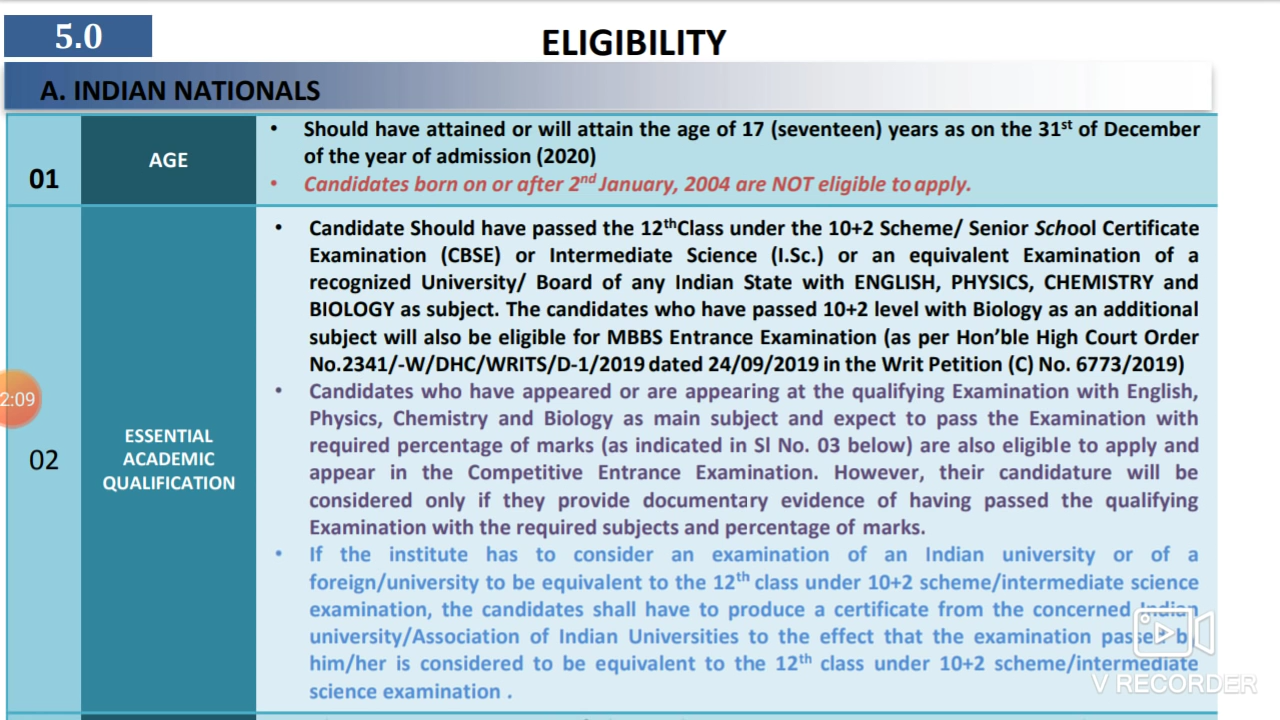 5.0
ELIGIBILITY
A. INDIAN NATIONALS
01
AGE
• Should have attained or will attain the age of 17 (seventeen) years as on the 31st of December
of the year of admission (2020)
• Candidates born on or after 2nd January, 2004 are NOT eligible to apply.
02
ESSENTIAL
ACADEMIC
QUALIFICATION
• Candidate Should have passed the 12thClass under the 10+2 Scheme/ Senior School Certificate
Examination (CBSE) or Intermediate Science (I.Sc.) or an equivalent Examination of a
recognized University/ Board of any Indian State with ENGLISH, PHYSICS, CHEMISTRY and
BIOLOGY as subject. The candidates who have passed 10+2 level with Biology as an additional
subject will also be eligible for MBBS Entrance Examination (as per Hon'ble High Court Order
No.2341/-W/DHC/WRITS/D-1/2019 dated 24/09/2019 in the Writ Petition (C) No. 6773/2019)
• Candidates who have appeared or are appearing at the qualifying Examination with English,
Physics, Chemistry and Biology as main subject and expect to pass the Examination with
required percentage of marks (as indicated in Sl No. 03 below) are also eligible to apply and
appear in the Competitive Entrance Examination. However, their candidature will be
considered only if they provide documentary evidence of having passed the qualifying
Examination with the required subjects and percentage of marks.
• If the institute has to consider an examination of an Indian university or of a
foreign/university to be equivalent to the 12th class under 10+2 scheme/intermediate science
examination, the candidates shall have to produce a certificate from the concerned Indian
university/Association of Indian Universities to the effect that the examination passed by
him/her is considered to be equivalent to the 12th class under 10+2 scheme/intermediate
science examination .
2:09
V RECORDER